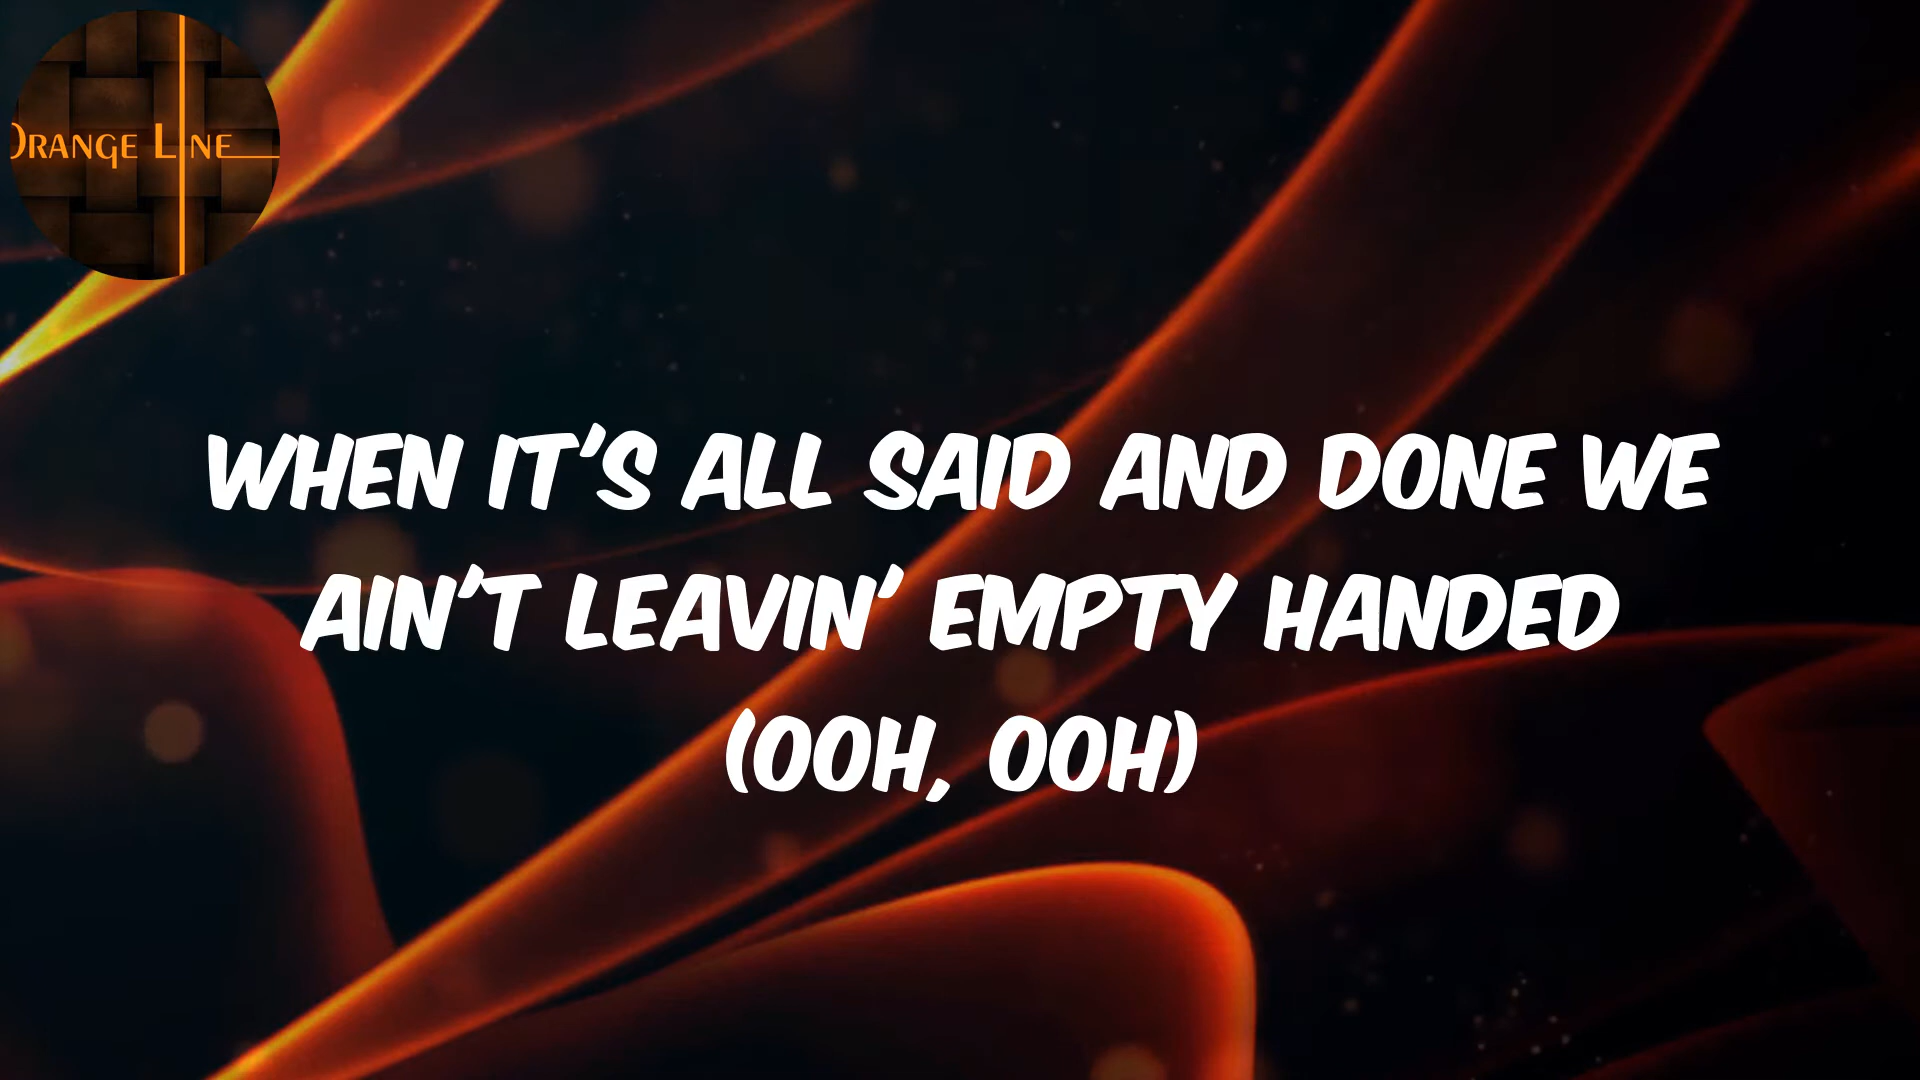 ORANGE LINE
WHEN IT'S ALL SAID AND DONE WE
AIN'T LEAVIN' EMPTY HANDED
(OOH, OOH)